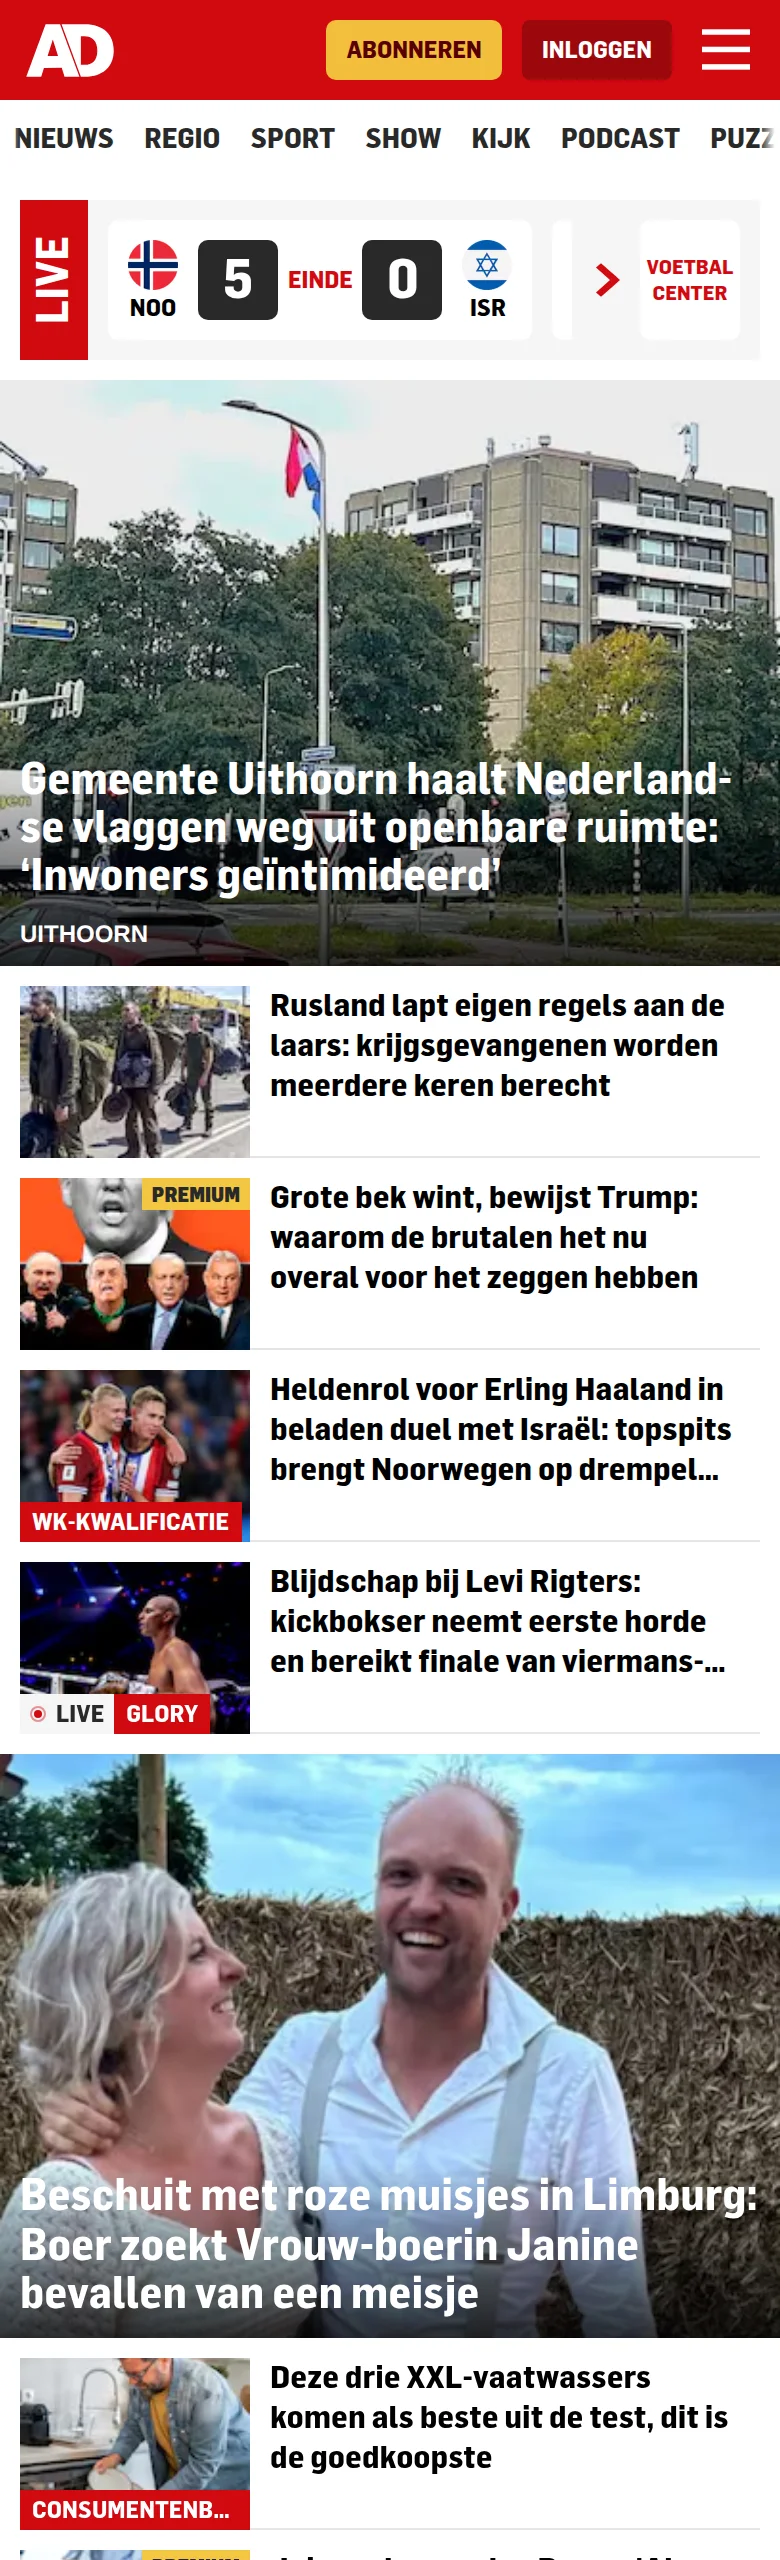 AD
ABONNEREN
INLOGGEN
NIEUWS REGIO SPORT SHOW KIJK PODCAST PUZZ
LIVE
NOO
5
EINDE
0
ISR
VOETBAL
CENTER
Gemeente Uithoorn haalt Nederland-
se vlaggen weg uit openbare ruimte:
‘Inwoners geïntimideerd’
UITHOORN
Rusland lapt eigen regels aan de
laars: krijgsgevangenen worden
meerdere keren berecht
PREMIUM
Grote bek wint, bewijst Trump:
waarom de brutalen het nu
overal voor het zeggen hebben
Heldenrol voor Erling Haaland in
beladen duel met Israël: topspits
brengt Noorwegen op drempel...
WK-KWALIFICATIE
Blijdschap bij Levi Rigters:
kickbokser neemt eerste horde
en bereikt finale van viermans-...
LIVE
GLORY
Beschuit met roze muisjes in Limburg:
Boer zoekt Vrouw-boerin Janine
bevallen van een meisje
Deze drie XXL-vaatwassers
komen als beste uit de test, dit is
de goedkoopste
CONSUMENTENB...